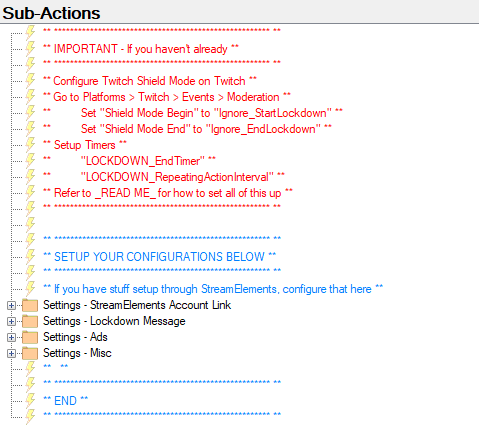 Sub-Actions
** ***************************************************** **
** IMPORTANT - If you haven't already **
** ***************************************************** **
** Configure Twitch Shield Mode on Twitch **
** Go to Platforms > Twitch > Events > Moderation **
** Set "Shield Mode Begin" to "Ignore_StartLockdown" **
** Set "Shield Mode End" to "Ignore_EndLockdown" **
** Setup Timers **
** "LOCKDOWN_EndTimer" **
** "LOCKDOWN_RepeatingActionInterval" **
** Refer to _READ ME_ for how to set all of this up **
** ***************************************************** **
** ***************************************************** **
** SETUP YOUR CONFIGURATIONS BELOW **
** ***************************************************** **
** If you have stuff setup through StreamElements, configure that here **
Settings - StreamElements Account Link
Settings - Lockdown Message
Settings - Ads
Settings - Misc
** **
** ***************************************************** **
** END **
** ***************************************************** **